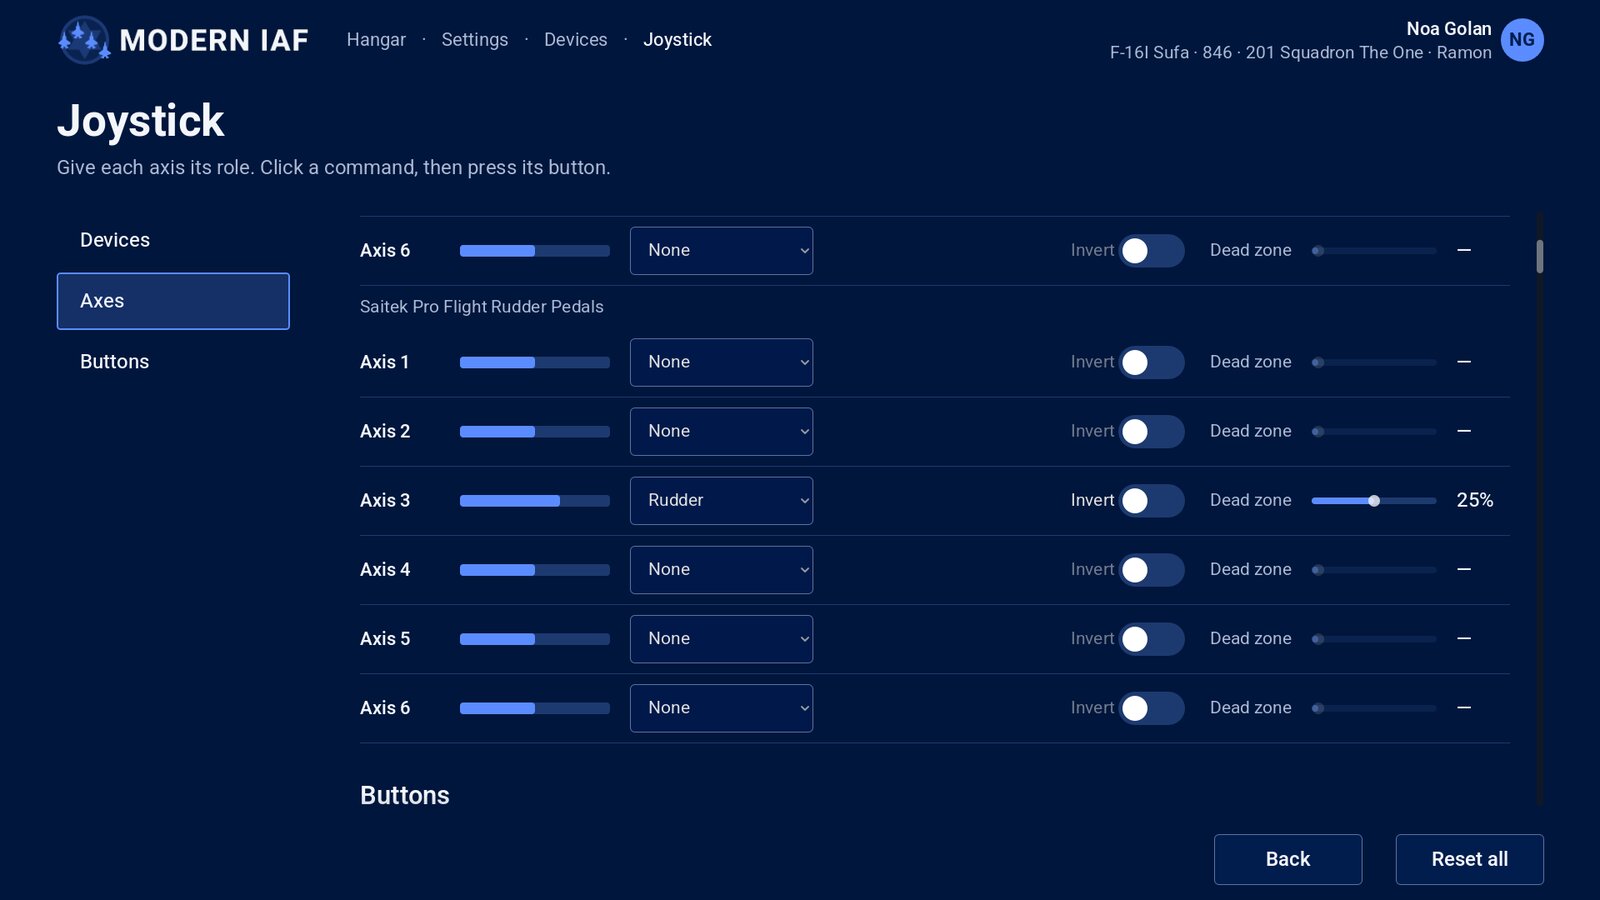 MODERN IAF
Hangar · Settings · Devices · Joystick
Noa Golan
F-16I Sufa · 846 · 201 Squadron The One · Ramon
NG
Joystick
Give each axis its role. Click a command, then press its button.
Devices
Axes
Buttons
Axis 6 None Invert Dead zone —
Saitek Pro Flight Rudder Pedals
Axis 1 None Invert Dead zone —
Axis 2 None Invert Dead zone —
Axis 3 Rudder Invert Dead zone 25%
Axis 4 None Invert Dead zone —
Axis 5 None Invert Dead zone —
Axis 6 None Invert Dead zone —
Buttons
Back
Reset all